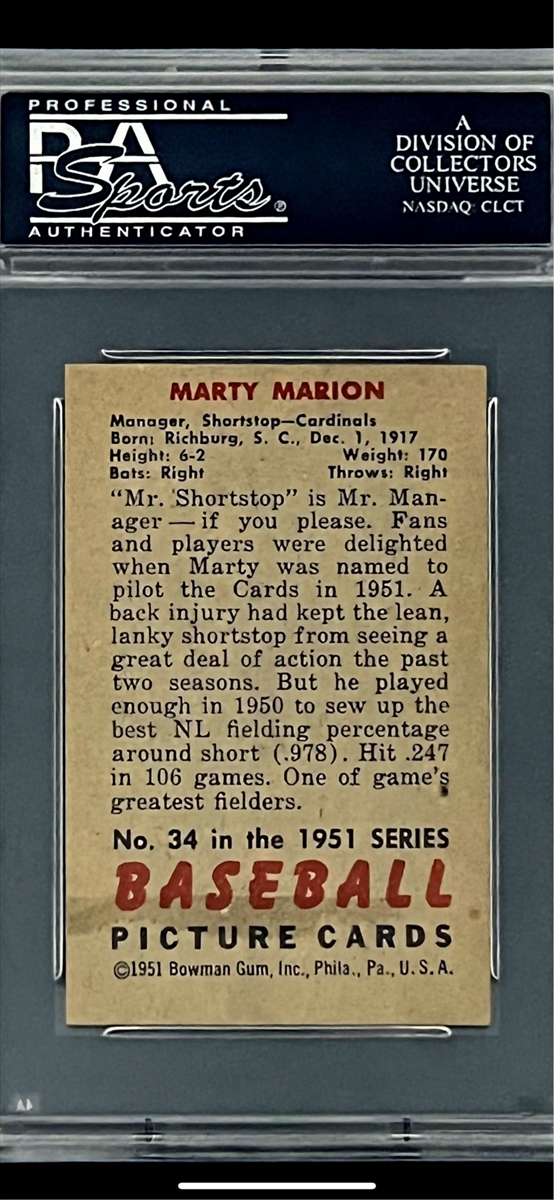 PROFESSIONAL
PSA
Sports®
AUTHENTICATOR
A
DIVISION OF
COLLECTORS
UNIVERSE
NASDAQ: CLCT
MARTY MARION
Manager, Shortstop—Cardinals
Born: Richburg, S. C., Dec. 1, 1917
Height: 6-2 Weight: 170
Bats: Right Throws: Right
"Mr. Shortstop" is Mr. Man-
ager — if you please. Fans
and players were delighted
when Marty was named to
pilot the Cards in 1951. A
back injury had kept the lean,
lanky shortstop from seeing a
great deal of action the past
two seasons. But he played
enough in 1950 to sew up the
best NL fielding percentage
around short (.978). Hit .247
in 106 games. One of game's
greatest fielders.
No. 34 in the 1951 SERIES
BASEBALL
PICTURE CARDS
©1951 Bowman Gum, Inc., Phila., Pa., U. S. A.